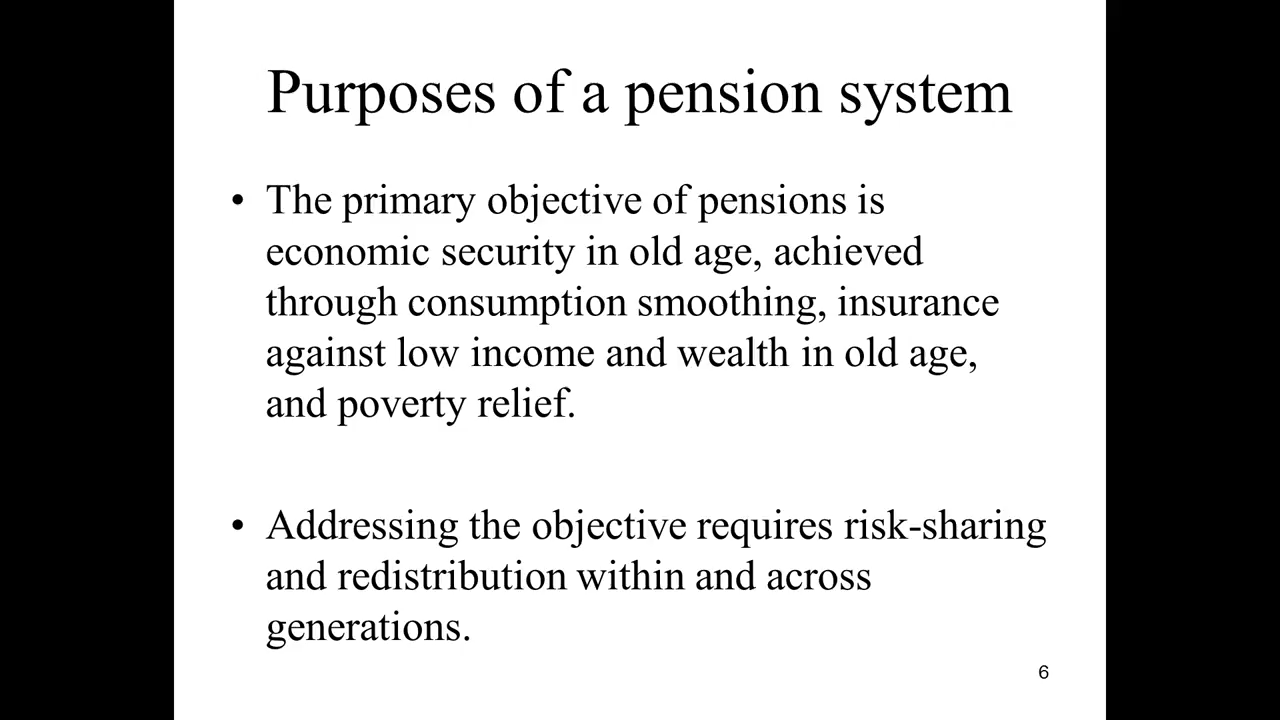 Purposes of a pension system
• The primary objective of pensions is
economic security in old age, achieved
through consumption smoothing, insurance
against low income and wealth in old age,
and poverty relief.
• Addressing the objective requires risk-sharing
and redistribution within and across
generations.
6